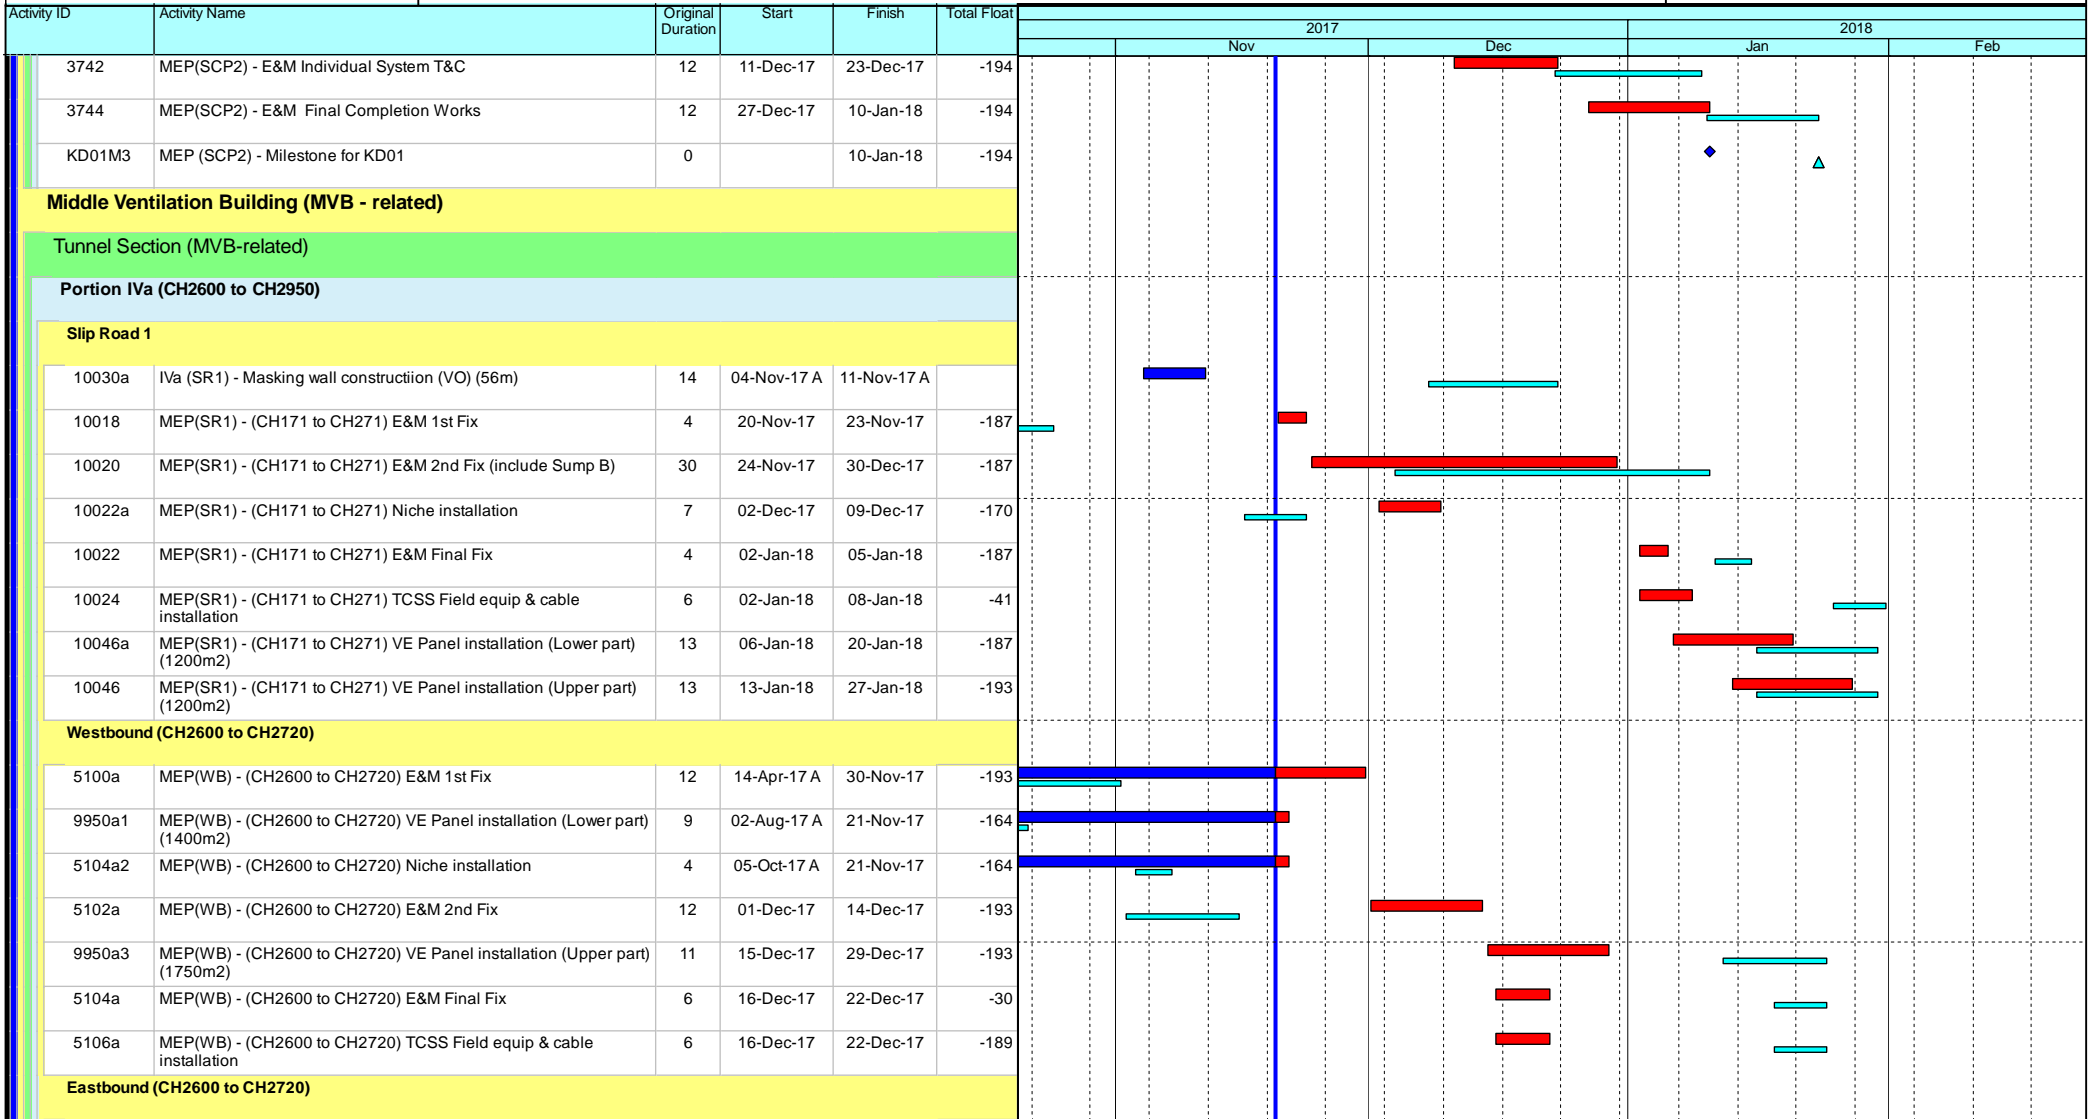 Activity ID Activity Name Original Start Finish Total Float
Duration
2017 2018
Nov Dec Jan Feb
3742 MEP(SCP2) - E&M Individual System T&C 12 11-Dec-17 23-Dec-17 -194
3744 MEP(SCP2) - E&M Final Completion Works 12 27-Dec-17 10-Jan-18 -194
KD01M3 MEP (SCP2) - Milestone for KD01 0 10-Jan-18 -194
Middle Ventilation Building (MVB - related)
Tunnel Section (MVB-related)
Portion IVa (CH2600 to CH2950)
Slip Road 1
10030a IVa (SR1) - Masking wall constructiion (VO) (56m) 14 04-Nov-17 A 11-Nov-17 A
10018 MEP(SR1) - (CH171 to CH271) E&M 1st Fix 4 20-Nov-17 23-Nov-17 -187
10020 MEP(SR1) - (CH171 to CH271) E&M 2nd Fix (include Sump B) 30 24-Nov-17 30-Dec-17 -187
10022a MEP(SR1) - (CH171 to CH271) Niche installation 7 02-Dec-17 09-Dec-17 -170
10022 MEP(SR1) - (CH171 to CH271) E&M Final Fix 4 02-Jan-18 05-Jan-18 -187
10024 MEP(SR1) - (CH171 to CH271) TCSS Field equip & cable 6 02-Jan-18 08-Jan-18 -41
installation
10046a MEP(SR1) - (CH171 to CH271) VE Panel installation (Lower part) 13 06-Jan-18 20-Jan-18 -187
(1200m2)
10046 MEP(SR1) - (CH171 to CH271) VE Panel installation (Upper part) 13 13-Jan-18 27-Jan-18 -193
(1200m2)
Westbound (CH2600 to CH2720)
5100a MEP(WB) - (CH2600 to CH2720) E&M 1st Fix 12 14-Apr-17 A 30-Nov-17 -193
9950a1 MEP(WB) - (CH2600 to CH2720) VE Panel installation (Lower part) 9 02-Aug-17 A 21-Nov-17 -164
(1400m2)
5104a2 MEP(WB) - (CH2600 to CH2720) Niche installation 4 05-Oct-17 A 21-Nov-17 -164
5102a MEP(WB) - (CH2600 to CH2720) E&M 2nd Fix 12 01-Dec-17 14-Dec-17 -193
9950a3 MEP(WB) - (CH2600 to CH2720) VE Panel installation (Upper part) 11 15-Dec-17 29-Dec-17 -193
(1750m2)
5104a MEP(WB) - (CH2600 to CH2720) E&M Final Fix 6 16-Dec-17 22-Dec-17 -30
5106a MEP(WB) - (CH2600 to CH2720) TCSS Field equip & cable 6 16-Dec-17 22-Dec-17 -189
installation
Eastbound (CH2600 to CH2720)